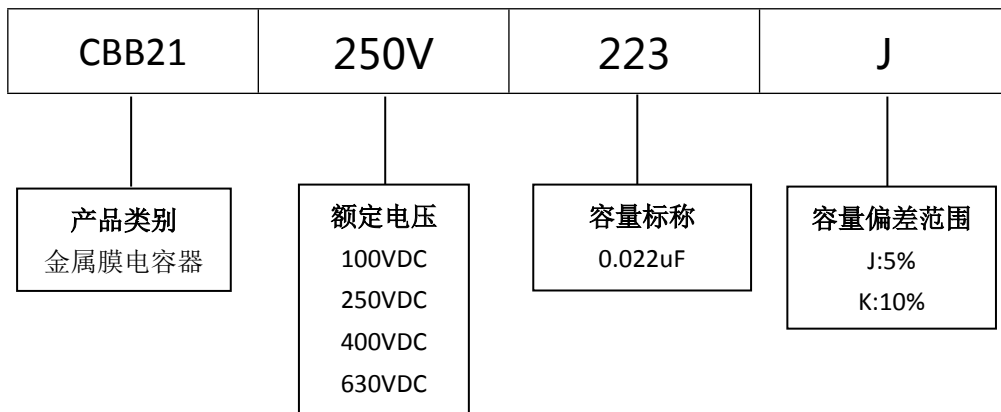 CBB21 250V 223 J
产品类别
金属膜电容器
额定电压
100VDC
250VDC
400VDC
630VDC
容量标称
0.022uF
容量偏差范围
J:5%
K:10%